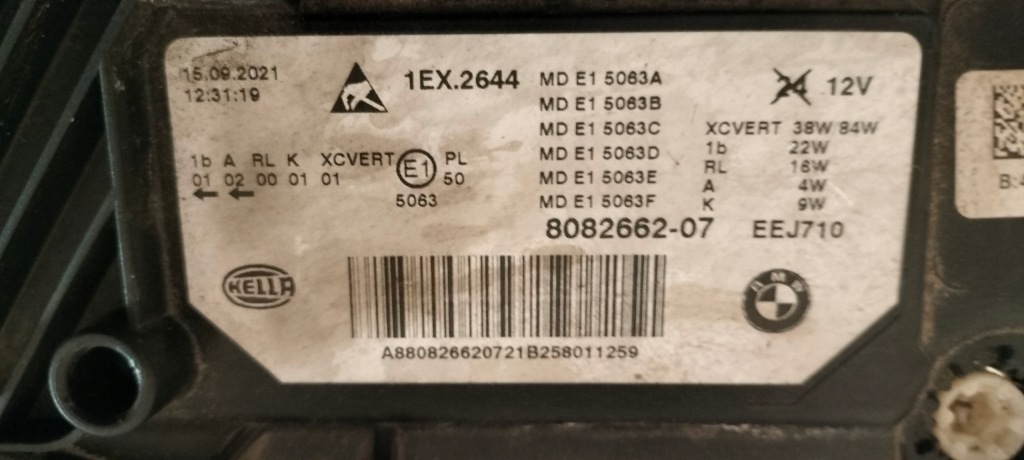 15.09.2021
12:31:19
1EX.2644
MD E1 5063A
MD E1 5063B
MD E1 5063C
MD E1 5063D
MD E1 5063E
MD E1 5063F
24 12V
XCVERT 38W 84W
1b 22W
RL 18W
A 4W
K 9W
1b A RL K XCVERT E1 PL
01 02 00 01 01 50
5063
8082662-07 EEJ710
HELLA
BMW
A880826620721B258011259